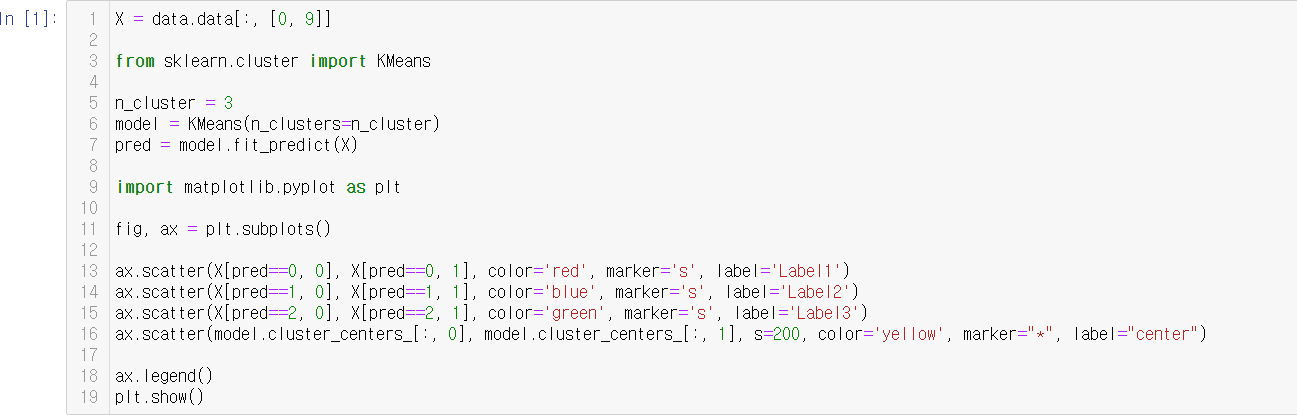 In [1]:
1 X = data.data[:, [0, 9]]
2
3 from sklearn.cluster import KMeans
4
5 n_cluster = 3
6 model = KMeans(n_clusters=n_cluster)
7 pred = model.fit_predict(X)
8
9 import matplotlib.pyplot as plt
10
11 fig, ax = plt.subplots()
12
13 ax.scatter(X[pred==0, 0], X[pred==0, 1], color='red', marker='s', label='Label1')
14 ax.scatter(X[pred==1, 0], X[pred==1, 1], color='blue', marker='s', label='Label2')
15 ax.scatter(X[pred==2, 0], X[pred==2, 1], color='green', marker='s', label='Label3')
16 ax.scatter(model.cluster_centers_[:, 0], model.cluster_centers_[:, 1], s=200, color='yellow', marker="*", label="center")
17
18 ax.legend()
19 plt.show()